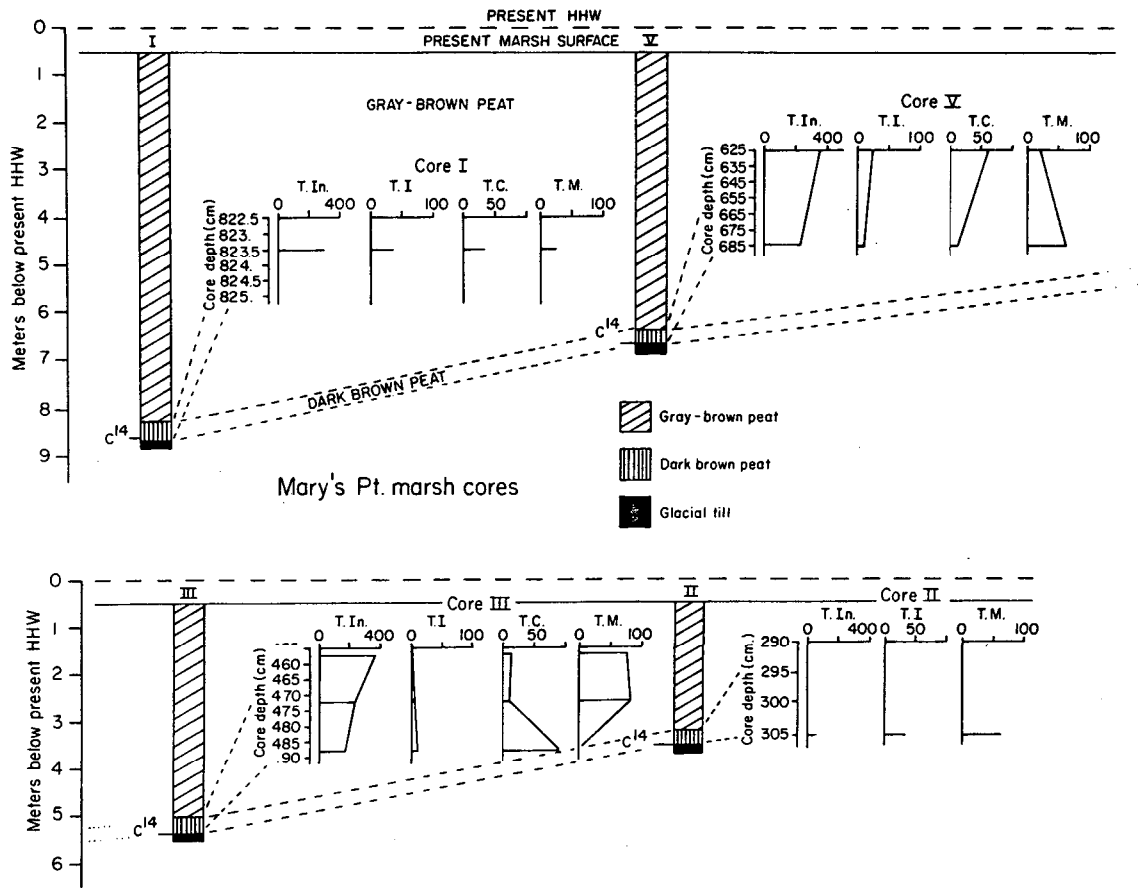 PRESENT HHW
PRESENT MARSH SURFACE
I
V
0
1
2
3
4
5
6
7
8
9
Meters below present HHW
GRAY-BROWN PEAT
Core I
T. In.
T. I
T. C.
T. M.
0 400 0 100 0 50 0 100
Core depth (cm)
822.5
823.
823.5
824.
824.5
825.
Core V
T. In.
T. I.
T. C.
T. M.
0 400 0 100 0 50 0 100
Core depth (cm)
625
635
645
655
665
675
685
C14
C14
DARK BROWN PEAT
Gray-brown peat
Dark brown peat
Glacial till
Mary's Pt. marsh cores
0
1
2
3
4
5
6
Meters below present HHW
III
II
Core III
T. In.
T. I
T. C.
T. M.
0 400 0 100 0 50 0 100
Core depth (cm.)
460
470
480
485
.90
Core II
T. In.
T. I
T. M.
0 400 0 50 0 100
Core depth (cm.)
290
295
300
305
C14
C14